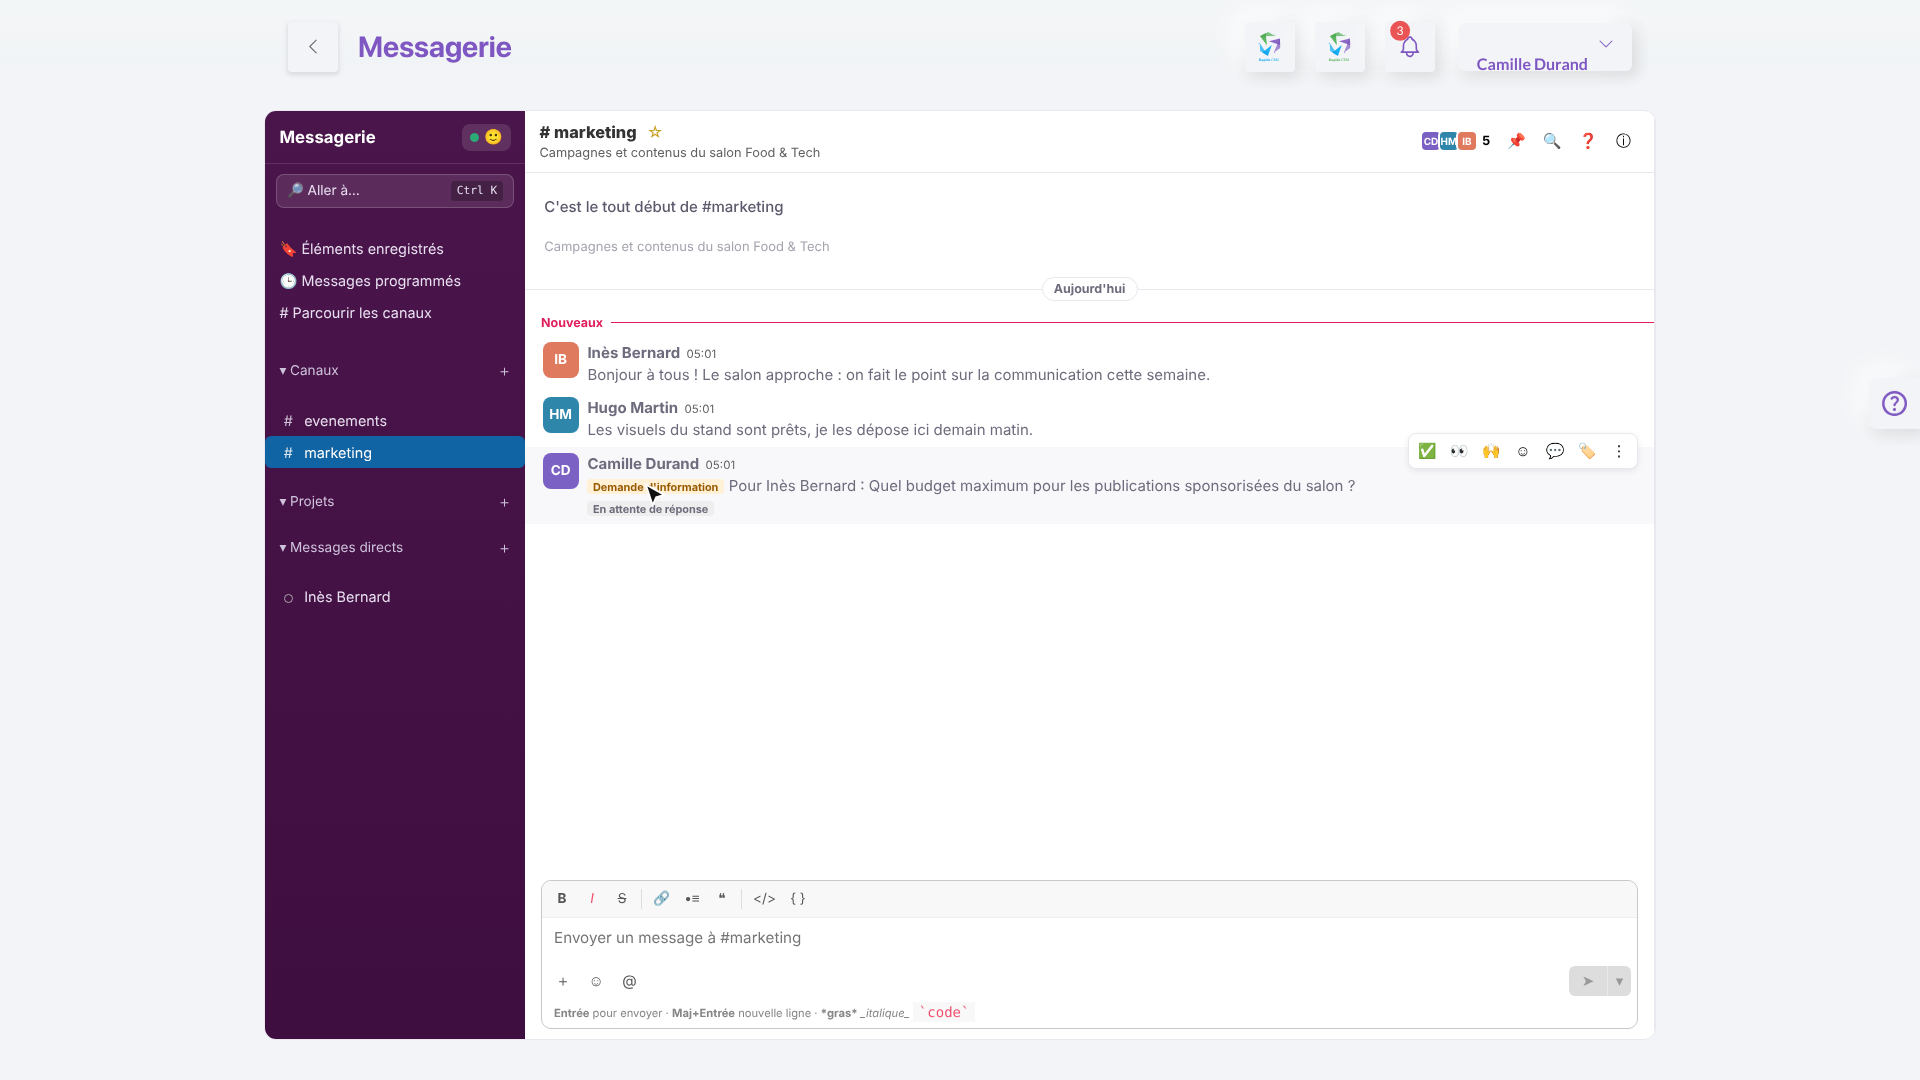 Messagerie
3
Camille Durand
Messagerie
Aller à...
Ctrl K
Éléments enregistrés
Messages programmés
# Parcourir les canaux
▾ Canaux +
# evenements
# marketing
▾ Projets +
▾ Messages directs +
Inès Bernard
# marketing ☆
Campagnes et contenus du salon Food & Tech
CD HM IB 5
C'est le tout début de #marketing
Campagnes et contenus du salon Food & Tech
Aujourd'hui
Nouveaux
IB
Inès Bernard 05:01
Bonjour à tous ! Le salon approche : on fait le point sur la communication cette semaine.
HM
Hugo Martin 05:01
Les visuels du stand sont prêts, je les dépose ici demain matin.
CD
Camille Durand 05:01
Demande d'information Pour Inès Bernard : Quel budget maximum pour les publications sponsorisées du salon ?
En attente de réponse
B I S ❝ </> { }
Envoyer un message à #marketing
+ ☺ @
Entrée pour envoyer · Maj+Entrée nouvelle ligne · *gras* _italique_ `code`